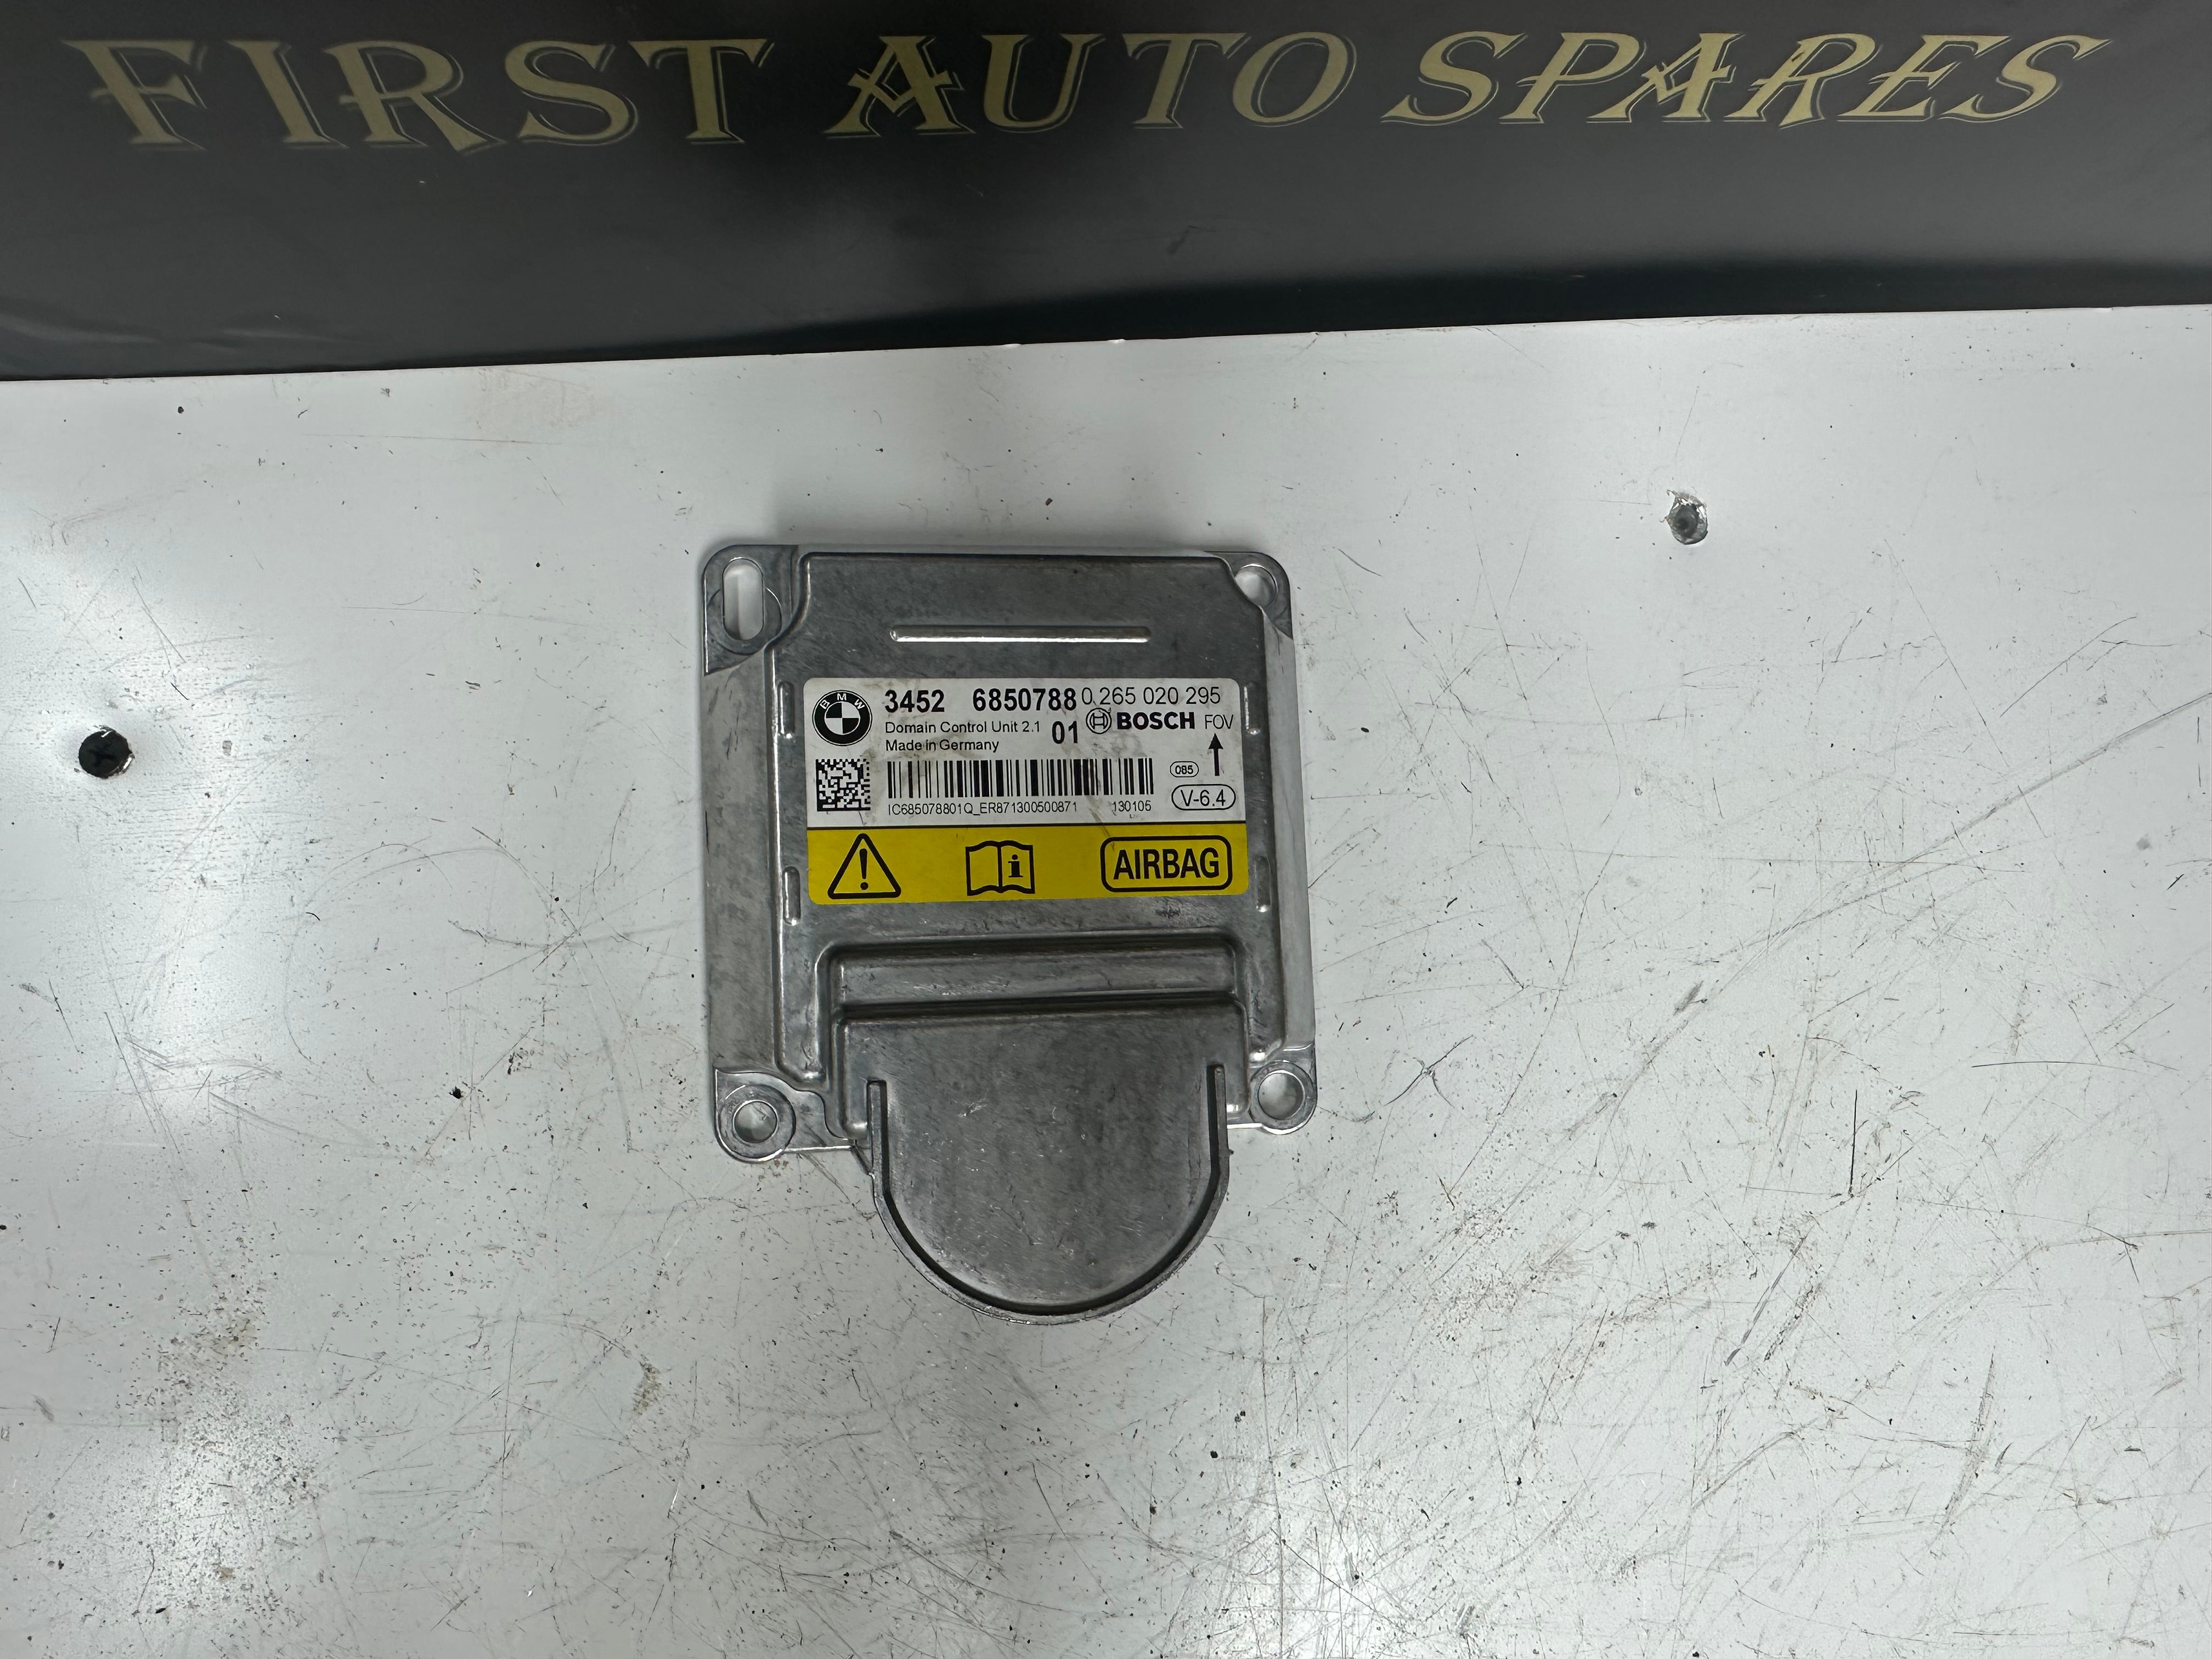 FIRST AUTO SPARES
BMW
3452 6850788 0 265 020 295
Domain Control Unit 2.1 01 BOSCH FOV
Made in Germany
085
IC685078801Q_ER871300500871 130105 V-6.4
i AIRBAG